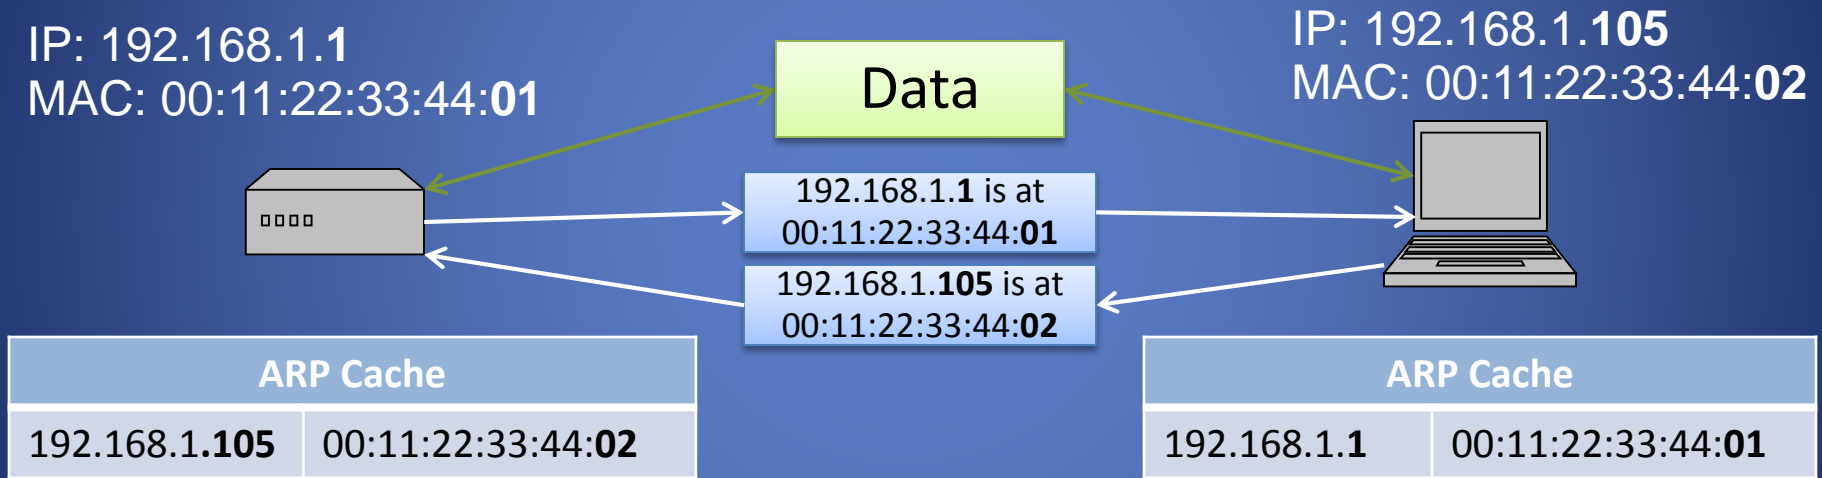 IP: 192.168.1.1
MAC: 00:11:22:33:44:01
IP: 192.168.1.105
MAC: 00:11:22:33:44:02
Data
192.168.1.1 is at
00:11:22:33:44:01
192.168.1.105 is at
00:11:22:33:44:02
ARP Cache
192.168.1.105 00:11:22:33:44:02
ARP Cache
192.168.1.1 00:11:22:33:44:01